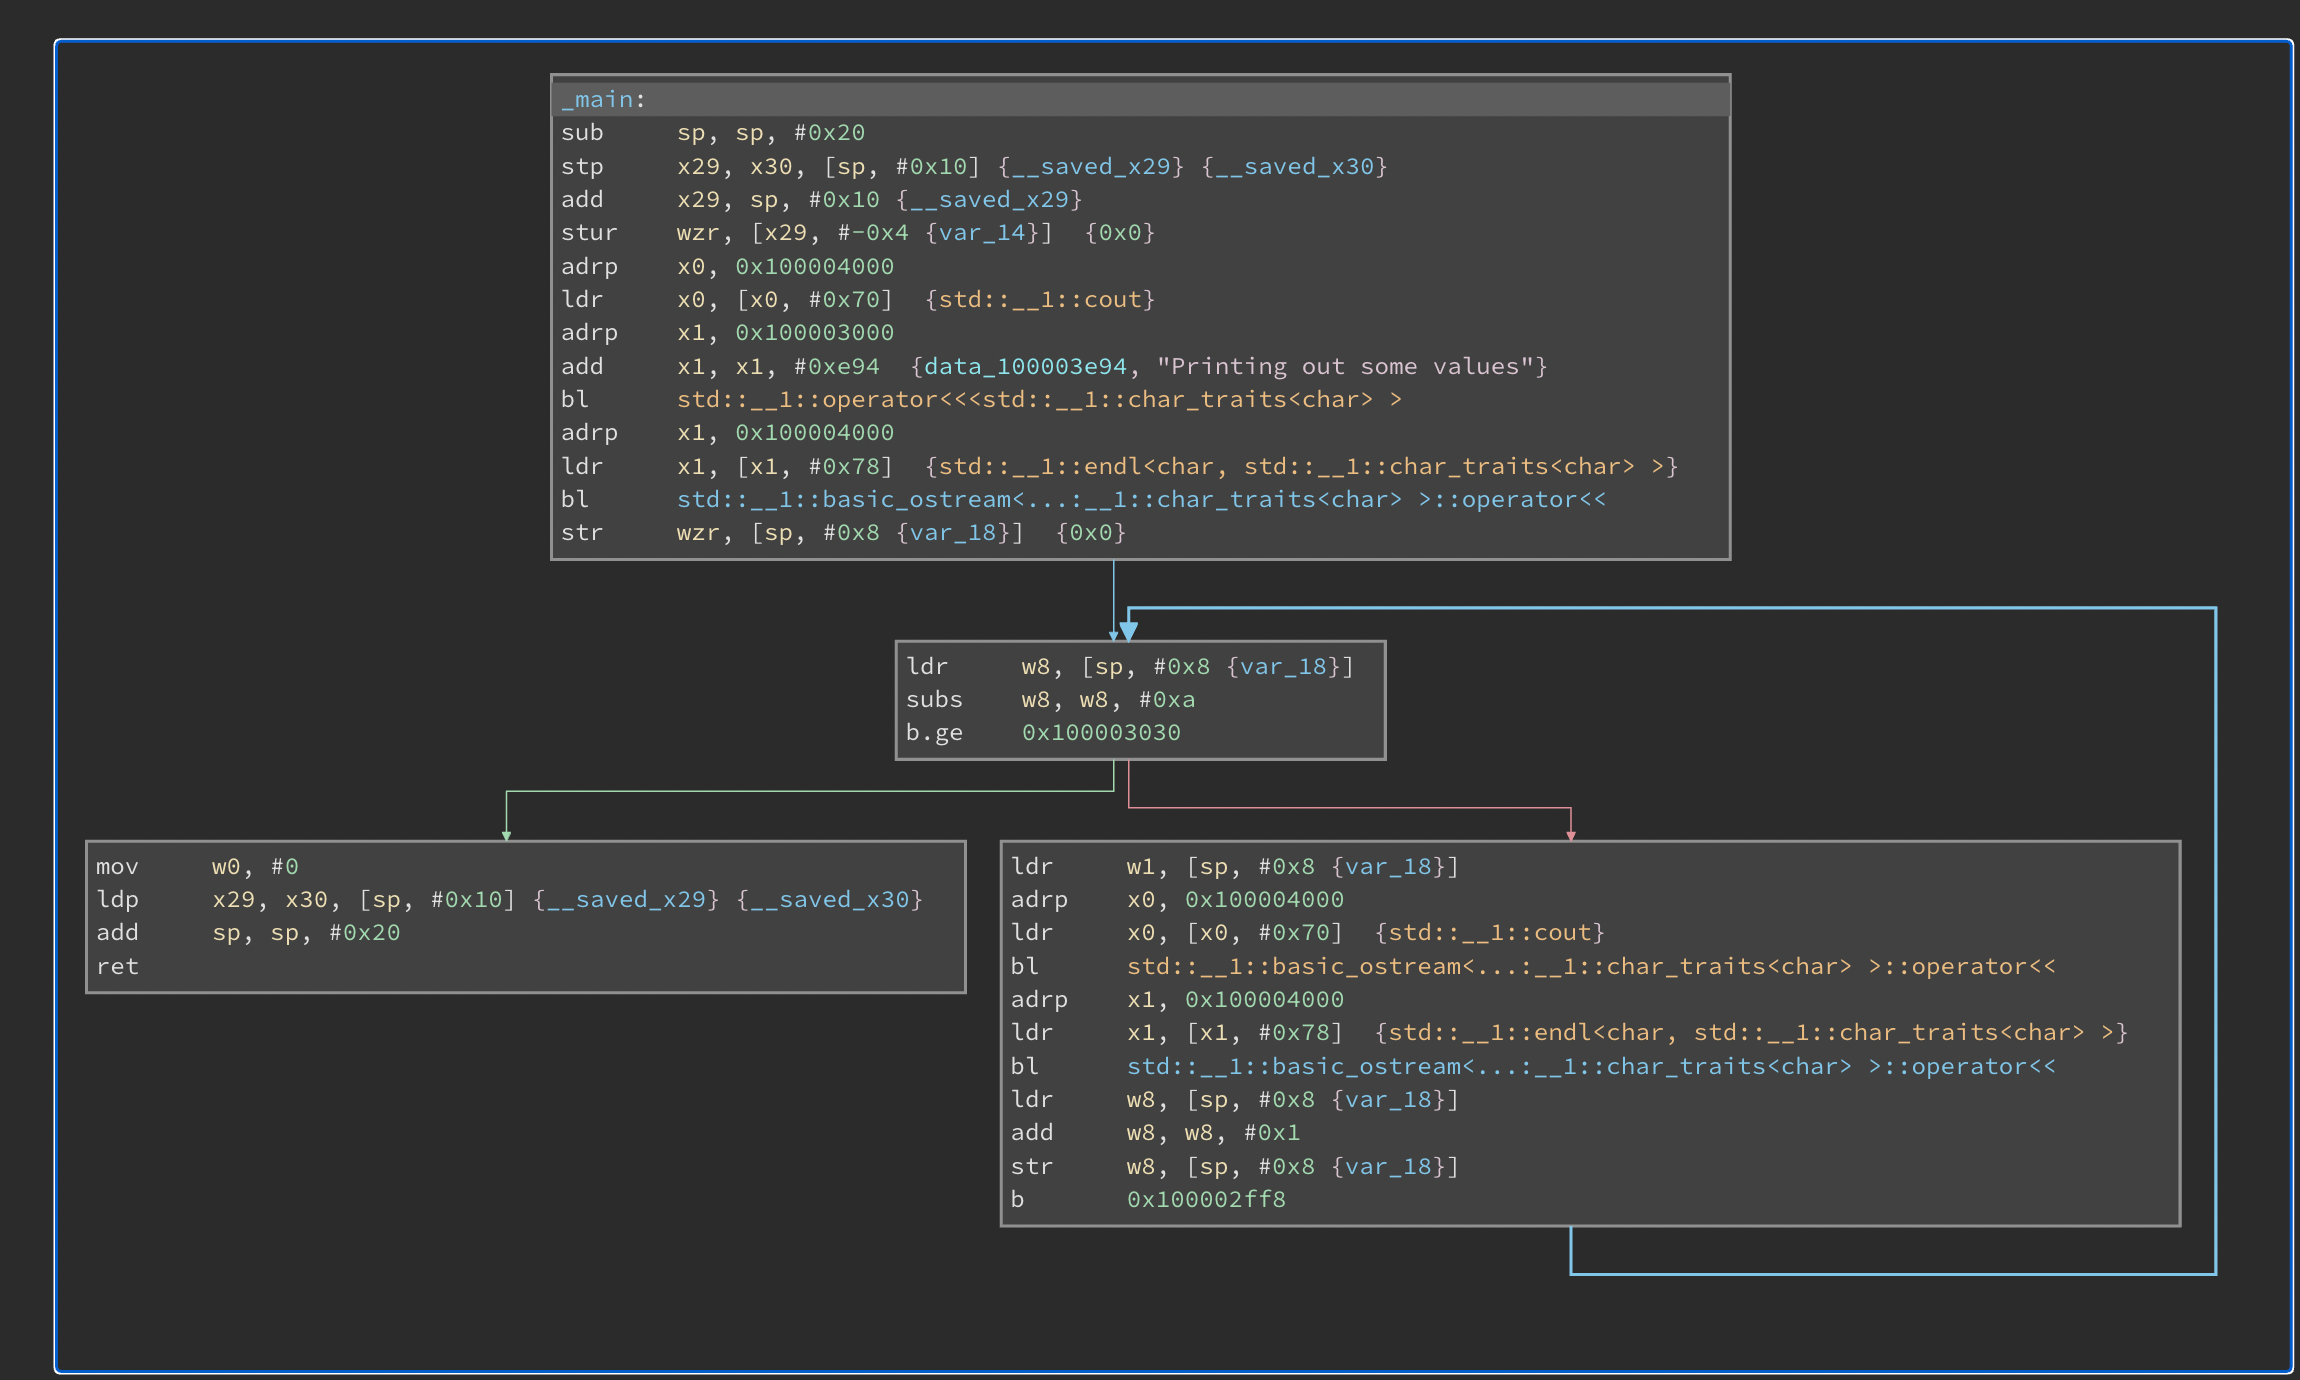 _main:
sub     sp, sp, #0x20
stp     x29, x30, [sp, #0x10] {__saved_x29} {__saved_x30}
add     x29, sp, #0x10 {__saved_x29}
stur    wzr, [x29, #-0x4 {var_14}]  {0x0}
adrp    x0, 0x100004000
ldr     x0, [x0, #0x70]  {std::__1::cout}
adrp    x1, 0x100003000
add     x1, x1, #0xe94  {data_100003e94, "Printing out some values"}
bl      std::__1::operator<<<std::__1::char_traits<char> >
adrp    x1, 0x100004000
ldr     x1, [x1, #0x78]  {std::__1::endl<char, std::__1::char_traits<char> >}
bl      std::__1::basic_ostream<...:__1::char_traits<char> >::operator<<
str     wzr, [sp, #0x8 {var_18}]  {0x0}
ldr     w8, [sp, #0x8 {var_18}]
subs    w8, w8, #0xa
b.ge    0x100003030
mov     w0, #0
ldp     x29, x30, [sp, #0x10] {__saved_x29} {__saved_x30}
add     sp, sp, #0x20
ret
ldr     w1, [sp, #0x8 {var_18}]
adrp    x0, 0x100004000
ldr     x0, [x0, #0x70]  {std::__1::cout}
bl      std::__1::basic_ostream<...:__1::char_traits<char> >::operator<<
adrp    x1, 0x100004000
ldr     x1, [x1, #0x78]  {std::__1::endl<char, std::__1::char_traits<char> >}
bl      std::__1::basic_ostream<...:__1::char_traits<char> >::operator<<
ldr     w8, [sp, #0x8 {var_18}]
add     w8, w8, #0x1
str     w8, [sp, #0x8 {var_18}]
b       0x100002ff8